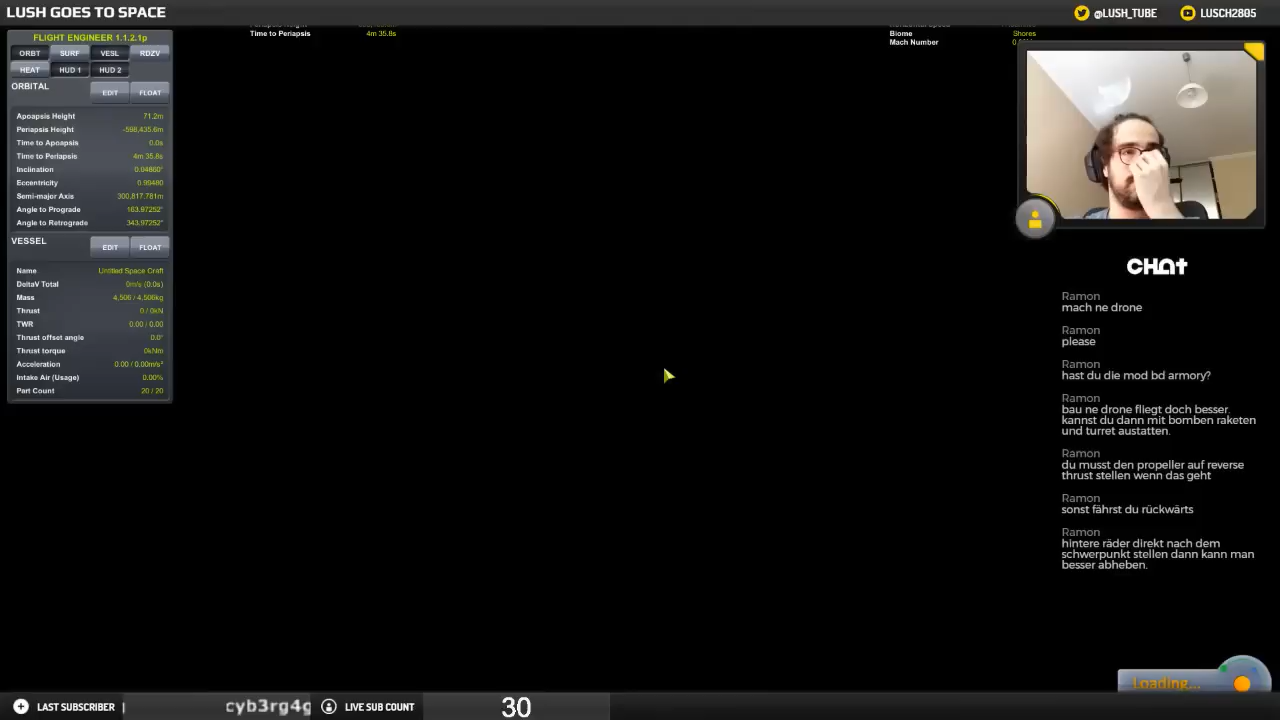 LUSH GOES TO SPACE
@LUSH_TUBE
LUSCH2805
FLIGHT ENGINEER 1.1.2.1p
ORBT SURF VESL RDZV
HEAT HUD 1 HUD 2
ORBITAL EDIT FLOAT
Apoapsis Height 71.2m
Periapsis Height -598,435.6m
Time to Apoapsis 0.0s
Time to Periapsis 4m 35.8s
Inclination 0.04860°
Eccentricity 0.99480
Semi-major Axis 300,817.781m
Angle to Prograde 163.97252°
Angle to Retrograde 343.97252°
VESSEL EDIT FLOAT
Name Untitled Space Craft
DeltaV Total 0m/s (0.0s)
Mass 4,506 / 4,506kg
Thrust 0 / 0kN
TWR 0.00 / 0.00
Thrust offset angle 0.0°
Thrust torque 0kNm
Acceleration 0.00 / 0.00m/s²
Intake Air (Usage) 0.00%
Part Count 20 / 20
Time to Periapsis 4m 35.8s
Biome Shores
Mach Number
CHAt
Ramon
mach ne drone
Ramon
please
Ramon
hast du die mod bd armory?
Ramon
bau ne drone fliegt doch besser.
kannst du dann mit bomben raketen
und turret austatten.
Ramon
du musst den propeller auf reverse
thrust stellen wenn das geht
Ramon
sonst fährst du rückwärts
Ramon
hintere räder direkt nach dem
schwerpunkt stellen dann kann man
besser abheben.
Loading...
LAST SUBSCRIBER cyb3rg4g
LIVE SUB COUNT 30